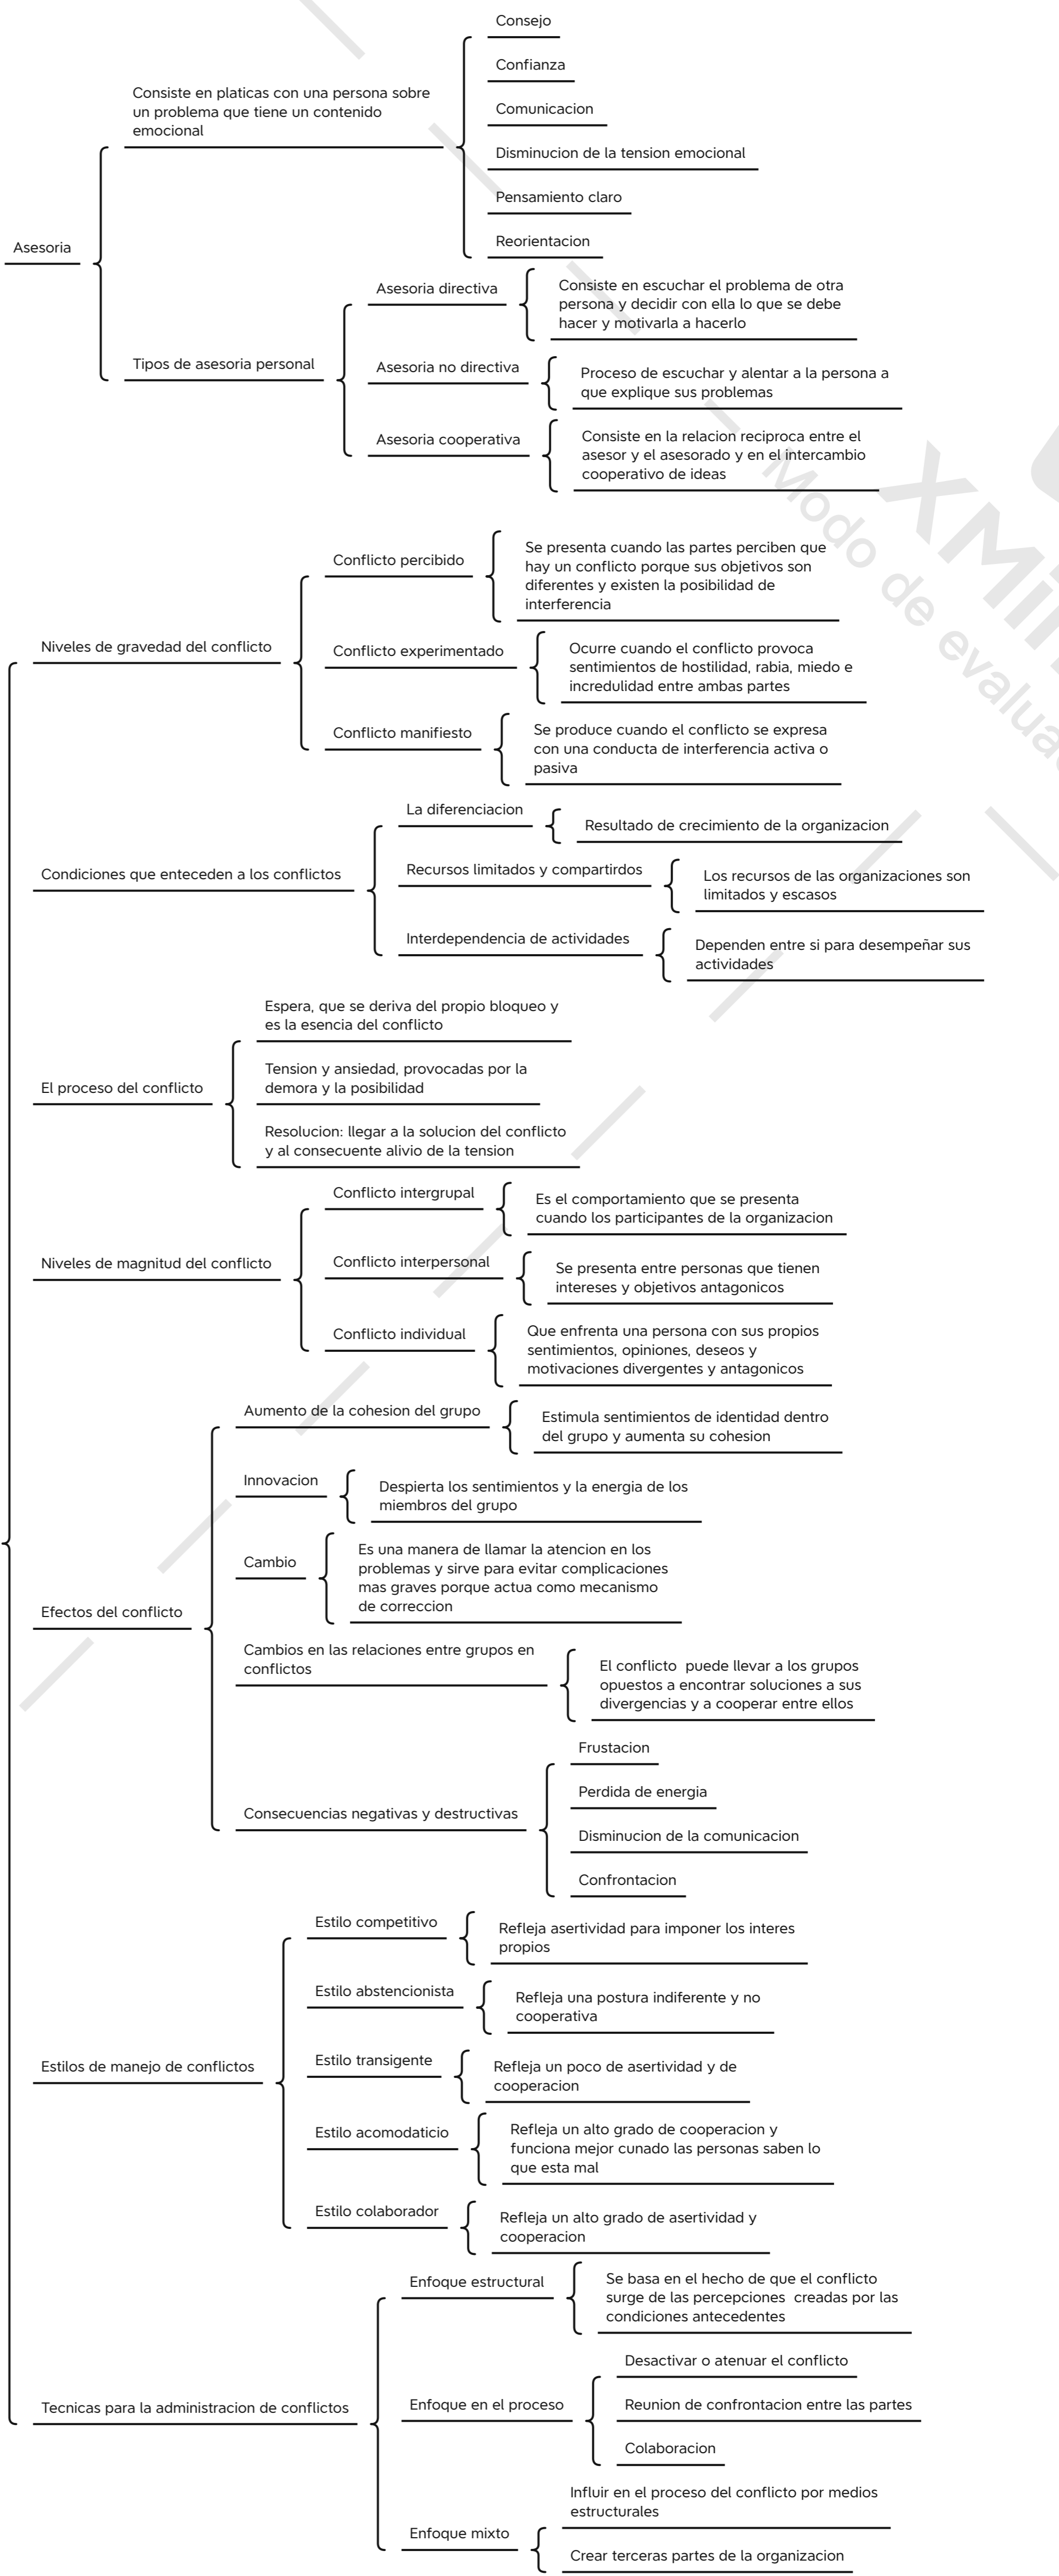 Consejo
Confianza
Consiste en platicas con una persona sobre
un problema que tiene un contenido
emocional
Comunicacion
Disminucion de la tension emocional
Pensamiento claro
Reorientacion
Asesoria
Asesoria directiva
Consiste en escuchar el problema de otra
persona y decidir con ella lo que se debe
hacer y motivarla a hacerlo
Tipos de asesoria personal
Asesoria no directiva
Proceso de escuchar y alentar a la persona a
que explique sus problemas
Asesoria cooperativa
Consiste en la relacion reciproca entre el
asesor y el asesorado y en el intercambio
cooperativo de ideas
Niveles de gravedad del conflicto
Conflicto percibido
Se presenta cuando las partes perciben que
hay un conflicto porque sus objetivos son
diferentes y existen la posibilidad de
interferencia
Conflicto experimentado
Ocurre cuando el conflicto provoca
sentimientos de hostilidad, rabia, miedo e
incredulidad entre ambas partes
Conflicto manifiesto
Se produce cuando el conflicto se expresa
con una conducta de interferencia activa o
pasiva
Condiciones que enteceden a los conflictos
La diferenciacion
Resultado de crecimiento de la organizacion
Recursos limitados y compartirdos
Los recursos de las organizaciones son
limitados y escasos
Interdependencia de actividades
Dependen entre si para desempeñar sus
actividades
El proceso del conflicto
Espera, que se deriva del propio bloqueo y
es la esencia del conflicto
Tension y ansiedad, provocadas por la
demora y la posibilidad
Resolucion: llegar a la solucion del conflicto
y al consecuente alivio de la tension
Niveles de magnitud del conflicto
Conflicto intergrupal
Es el comportamiento que se presenta
cuando los participantes de la organizacion
Conflicto interpersonal
Se presenta entre personas que tienen
intereses y objetivos antagonicos
Conflicto individual
Que enfrenta una persona con sus propios
sentimientos, opiniones, deseos y
motivaciones divergentes y antagonicos
Efectos del conflicto
Aumento de la cohesion del grupo
Estimula sentimientos de identidad dentro
del grupo y aumenta su cohesion
Innovacion
Despierta los sentimientos y la energia de los
miembros del grupo
Cambio
Es una manera de llamar la atencion en los
problemas y sirve para evitar complicaciones
mas graves porque actua como mecanismo
de correccion
Cambios en las relaciones entre grupos en
conflictos
El conflicto  puede llevar a los grupos
opuestos a encontrar soluciones a sus
divergencias y a cooperar entre ellos
Consecuencias negativas y destructivas
Frustacion
Perdida de energia
Disminucion de la comunicacion
Confrontacion
Estilos de manejo de conflictos
Estilo competitivo
Refleja asertividad para imponer los interes
propios
Estilo abstencionista
Refleja una postura indiferente y no
cooperativa
Estilo transigente
Refleja un poco de asertividad y de
cooperacion
Estilo acomodaticio
Refleja un alto grado de cooperacion y
funciona mejor cunado las personas saben lo
que esta mal
Estilo colaborador
Refleja un alto grado de asertividad y
cooperacion
Tecnicas para la administracion de conflictos
Enfoque estructural
Se basa en el hecho de que el conflicto
surge de las percepciones  creadas por las
condiciones antecedentes
Enfoque en el proceso
Desactivar o atenuar el conflicto
Reunion de confrontacion entre las partes
Colaboracion
Enfoque mixto
Influir en el proceso del conflicto por medios
estructurales
Crear terceras partes de la organizacion
Modo de